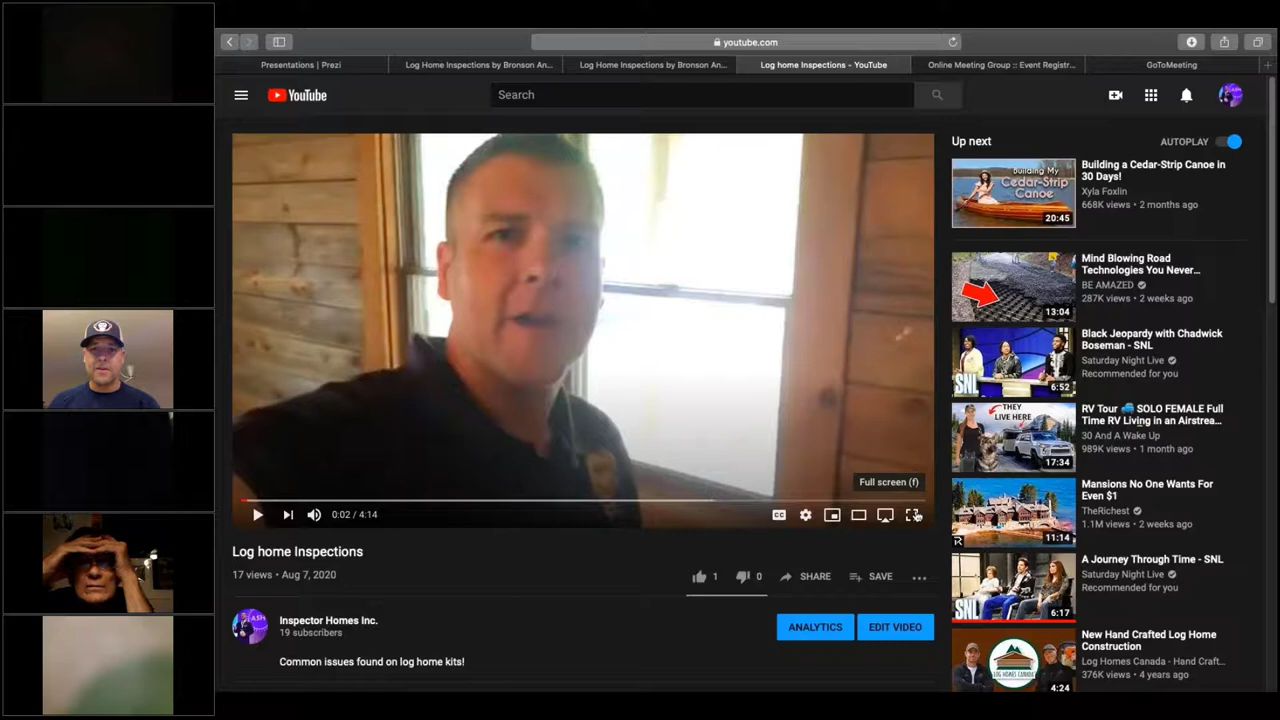 youtube.com
Presentations | Prezi
Log Home Inspections by Bronson An...
Log Home Inspections by Bronson An...
Log home Inspections - YouTube
Online Meeting Group :: Event Registr...
GoToMeeting
YouTube
Search
Up next
AUTOPLAY
Building My
Cedar-Strip
Canoe
20:45
Building a Cedar-Strip Canoe in
30 Days!
Xyla Foxlin
668K views • 2 months ago
13:04
Mind Blowing Road
Technologies You Never...
BE AMAZED
287K views • 2 weeks ago
SNL
6:52
Black Jeopardy with Chadwick
Boseman - SNL
Saturday Night Live
Recommended for you
THEY
LIVE HERE
17:34
RV Tour SOLO FEMALE Full
Time RV Living in an Airstrea...
30 And A Wake Up
989K views • 1 month ago
R
11:14
Mansions No One Wants For
Even $1
TheRichest
1.1M views • 2 weeks ago
SNL
6:17
A Journey Through Time - SNL
Saturday Night Live
Recommended for you
LOG HOMES CANADA
4:24
New Hand Crafted Log Home
Construction
Log Homes Canada - Hand Craft...
376K views • 4 years ago
Full screen (f)
0:02 / 4:14
CC
Log home Inspections
17 views • Aug 7, 2020
1
0
SHARE
SAVE
Inspector Homes Inc.
19 subscribers
ANALYTICS
EDIT VIDEO
Common issues found on log home kits!